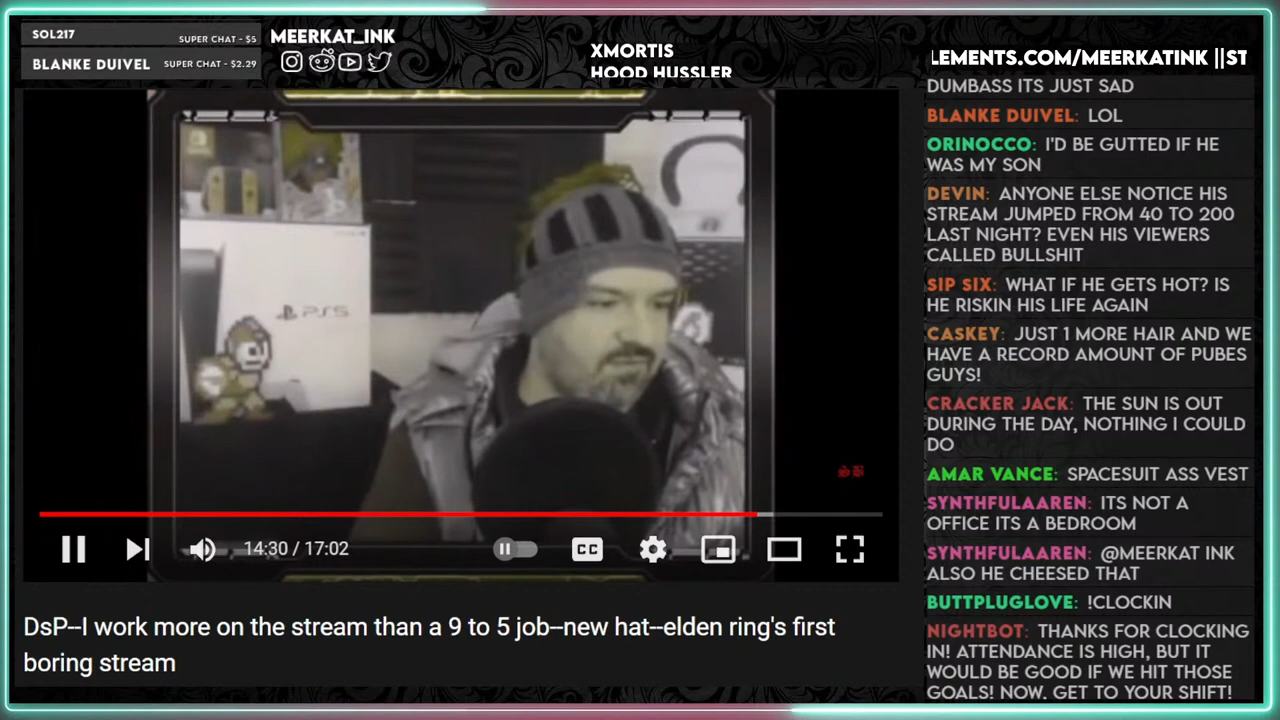 SOL217
SUPER CHAT - $5
BLANKE DUIVEL
SUPER CHAT - $2.29
MEERKAT_INK
XMORTIS
HOOD HUSSLER
LEMENTS.COM/MEERKATINK ||ST
PS5
14:30 / 17:02
CC
DsP--I work more on the stream than a 9 to 5 job--new hat--elden ring's first
boring stream
DUMBASS ITS JUST SAD
BLANKE DUIVEL: LOL
ORINOCCO: I'D BE GUTTED IF HE
WAS MY SON
DEVIN: ANYONE ELSE NOTICE HIS
STREAM JUMPED FROM 40 TO 200
LAST NIGHT? EVEN HIS VIEWERS
CALLED BULLSHIT
SIP SIX: WHAT IF HE GETS HOT? IS
HE RISKIN HIS LIFE AGAIN
CASKEY: JUST 1 MORE HAIR AND WE
HAVE A RECORD AMOUNT OF PUBES
GUYS!
CRACKER JACK: THE SUN IS OUT
DURING THE DAY, NOTHING I COULD
DO
AMAR VANCE: SPACESUIT ASS VEST
SYNTHFULAAREN: ITS NOT A
OFFICE ITS A BEDROOM
SYNTHFULAAREN: @MEERKAT INK
ALSO HE CHEESED THAT
BUTTPLUGLOVE: !CLOCKIN
NIGHTBOT: THANKS FOR CLOCKING
IN! ATTENDANCE IS HIGH, BUT IT
WOULD BE GOOD IF WE HIT THOSE
GOALS! NOW, GET TO YOUR SHIFT!